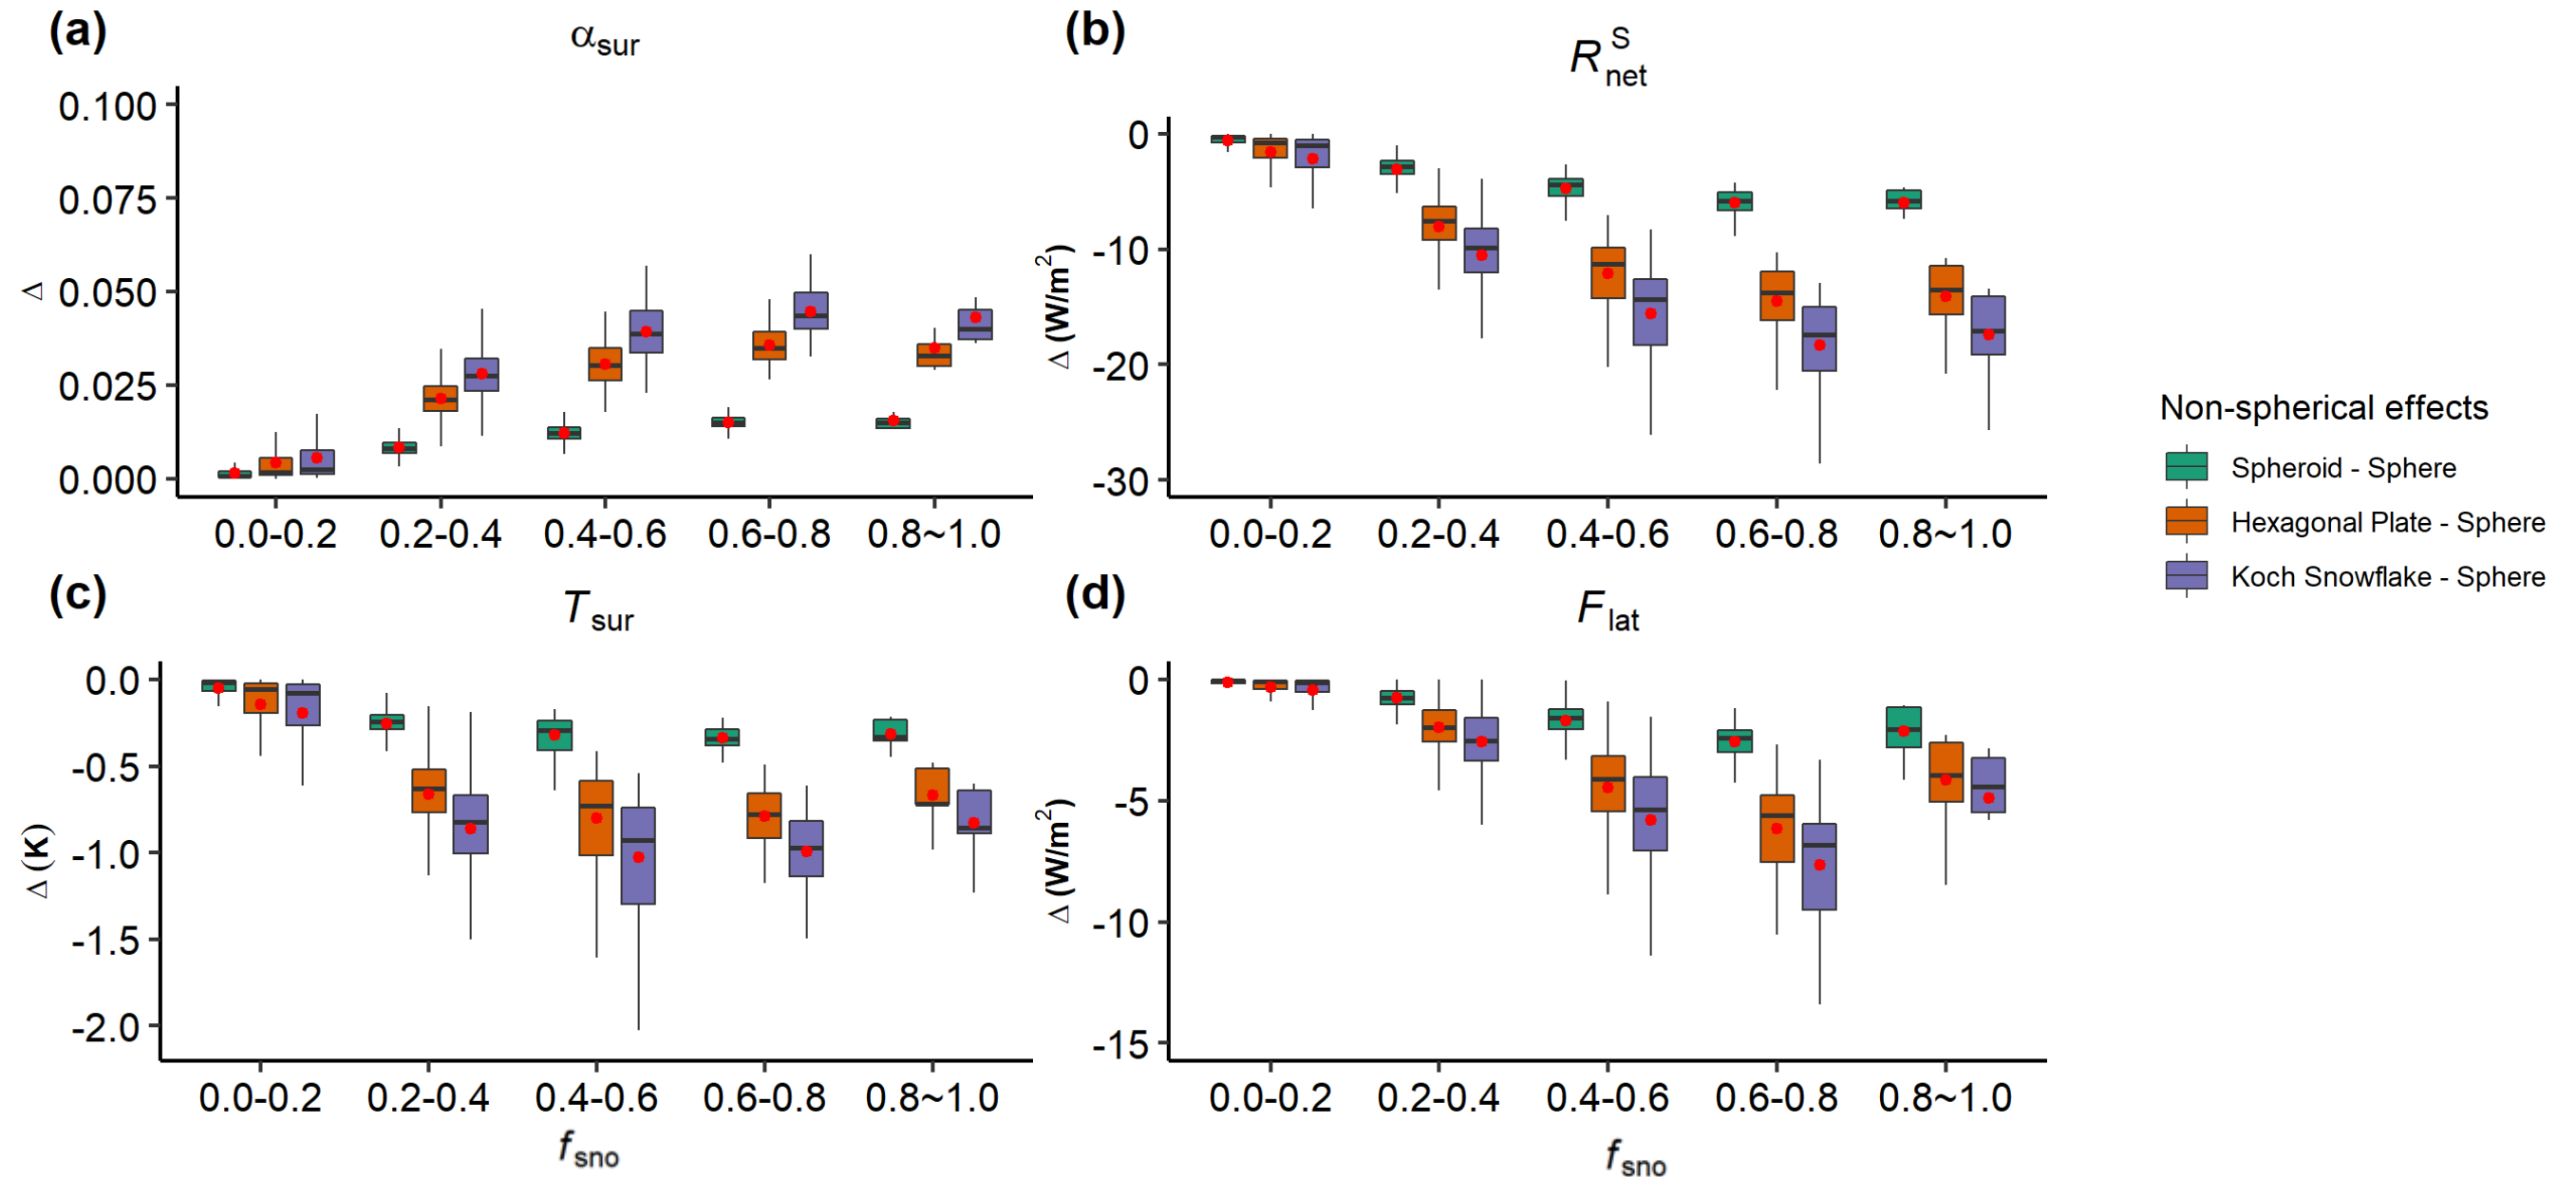 (a)
αsur
Δ
0.100
0.075
0.050
0.025
0.000
0.0-0.2 0.2-0.4 0.4-0.6 0.6-0.8 0.8~1.0
(b)
R S net
Δ (W/m2)
0
-10
-20
-30
0.0-0.2 0.2-0.4 0.4-0.6 0.6-0.8 0.8~1.0
Non-spherical effects
Spheroid - Sphere
Hexagonal Plate - Sphere
Koch Snowflake - Sphere
(c)
Tsur
Δ (K)
0.0
-0.5
-1.0
-1.5
-2.0
0.0-0.2 0.2-0.4 0.4-0.6 0.6-0.8 0.8~1.0
fsno
(d)
Flat
Δ (W/m2)
0
-5
-10
-15
0.0-0.2 0.2-0.4 0.4-0.6 0.6-0.8 0.8~1.0
fsno